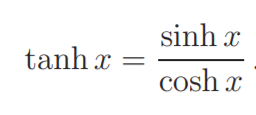 tanh x = sinh x / cosh x.